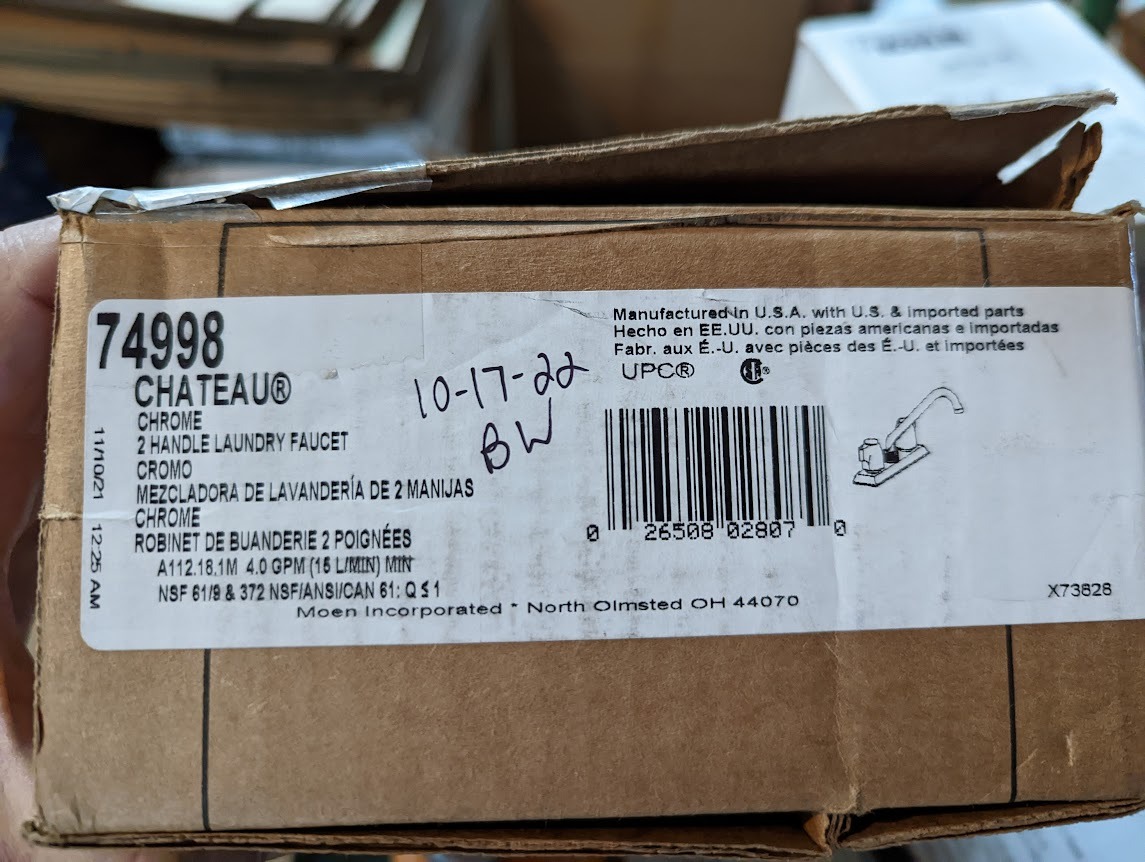 74998
CHATEAU®
CHROME
2 HANDLE LAUNDRY FAUCET
CROMO
MEZCLADORA DE LAVANDERÍA DE 2 MANIJAS
CHROME
ROBINET DE BUANDERIE 2 POIGNÉES
A112.18.1M 4.0 GPM (15 L/MIN) MIN
NSF 61/9 & 372 NSF/ANSI/CAN 61: Q ≤ 1
Moen Incorporated * North Olmsted OH 44070
11/10/21 12:25 AM
10-17-22
BW
Manufactured in U.S.A. with U.S. & imported parts
Hecho en EE.UU. con piezas americanas e importadas
Fabr. aux É.-U. avec pièces des É.-U. et importées
UPC®
0 26508 02807 0
X73828